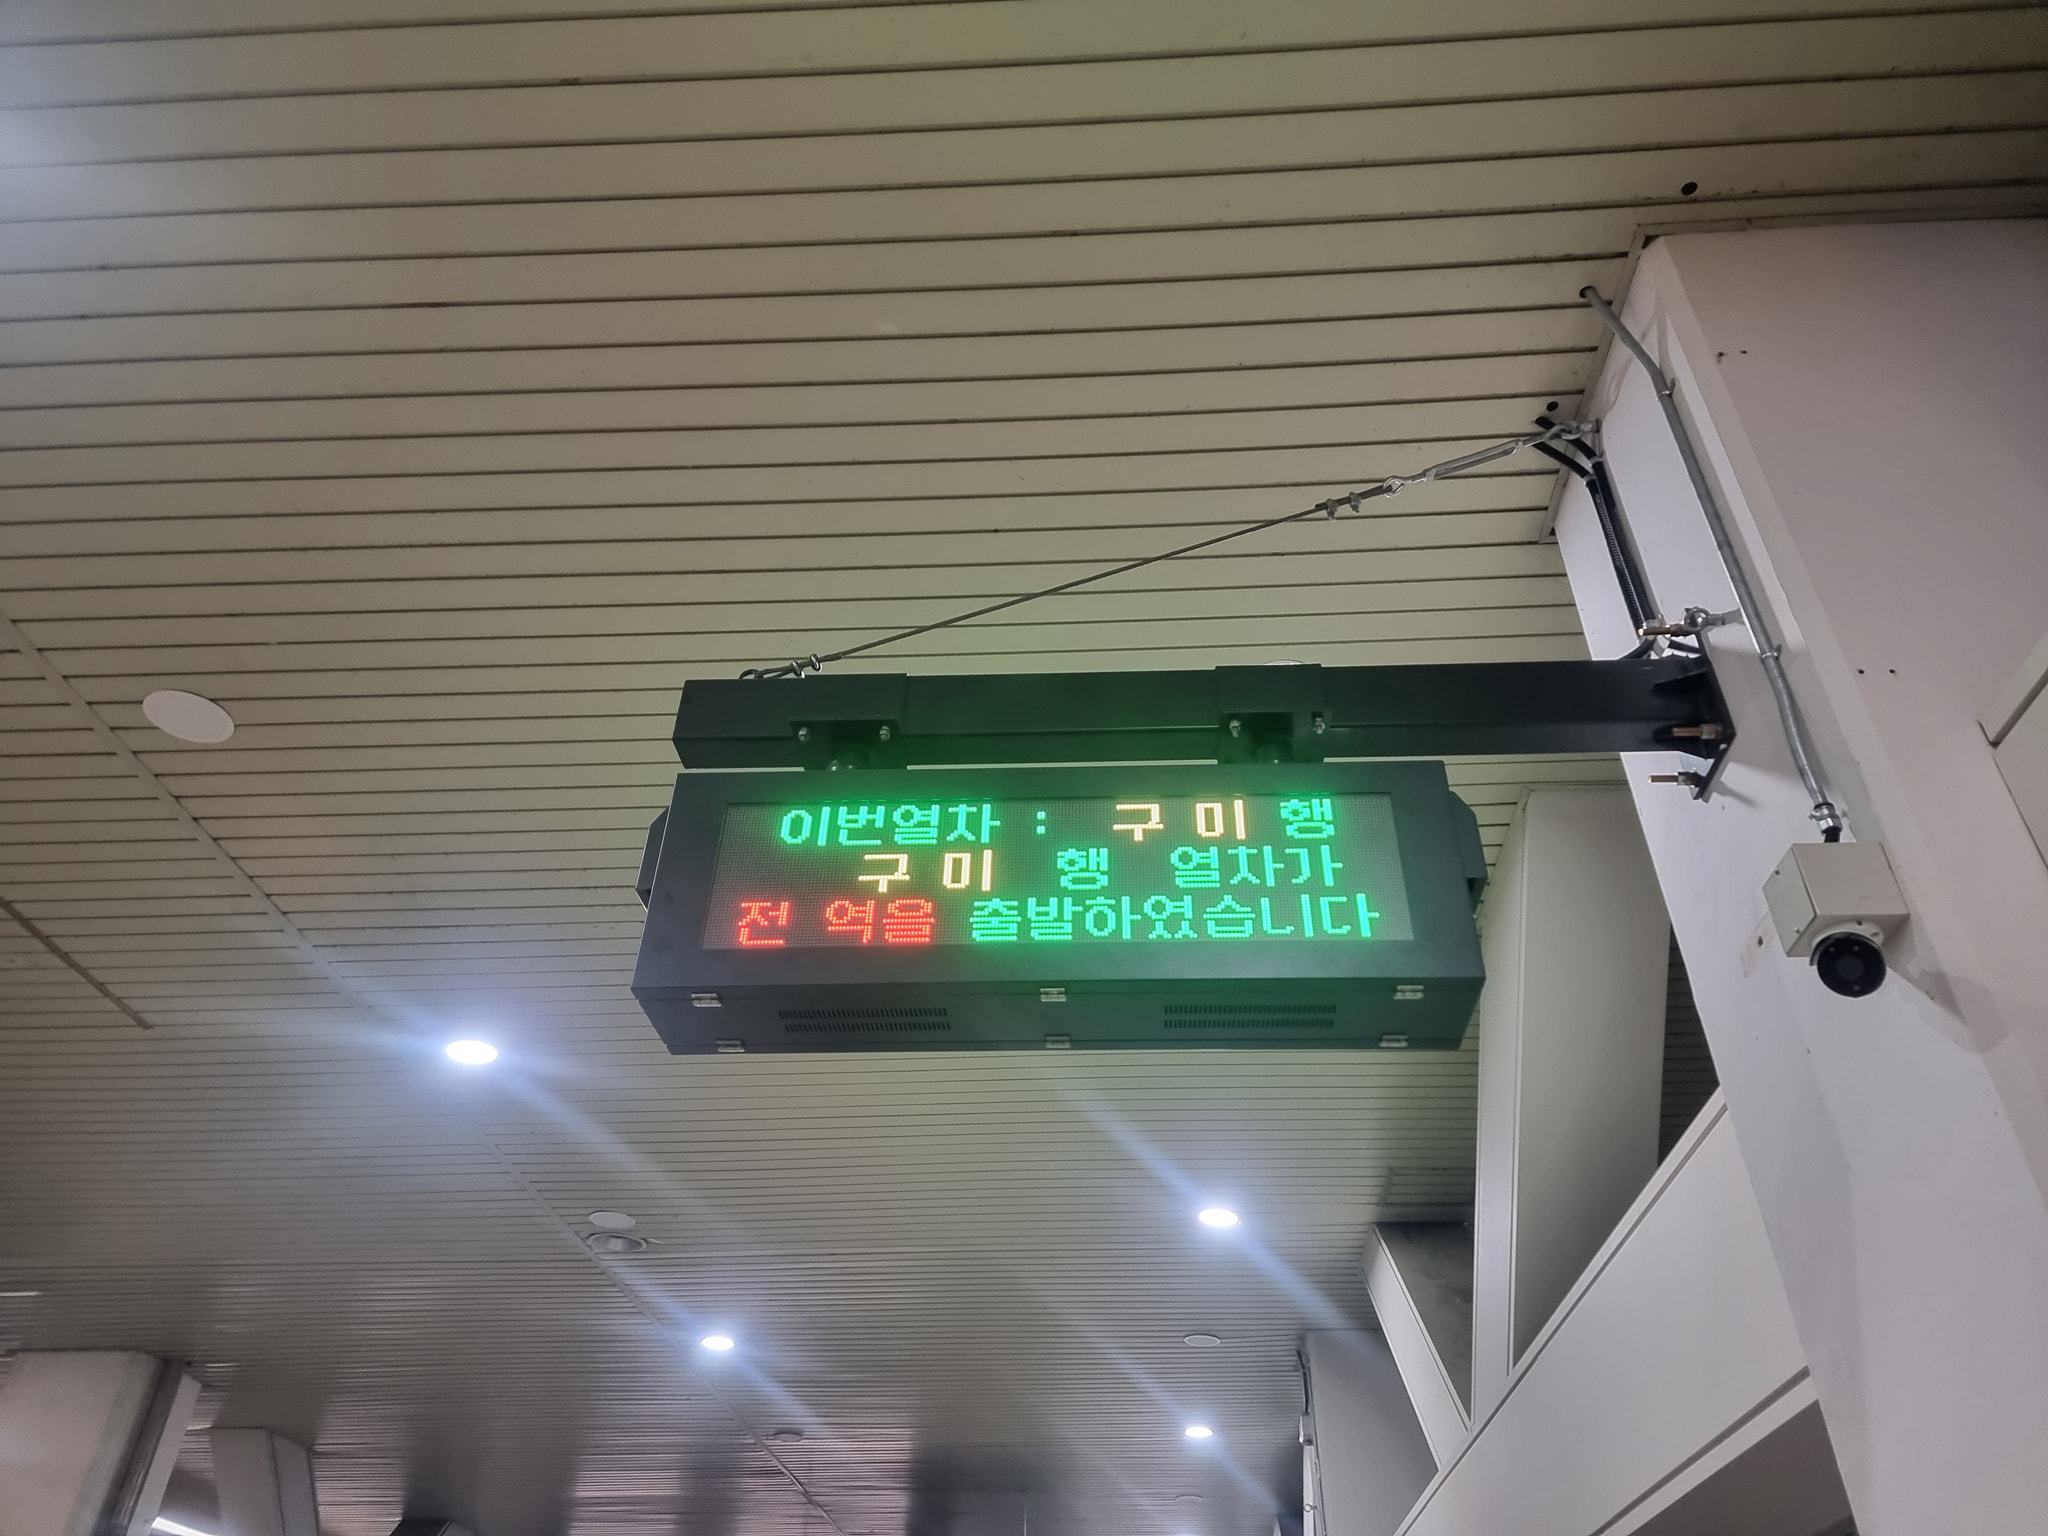 이번열차 : 구미행
구미 행 열차가
전 역을 출발하였습니다